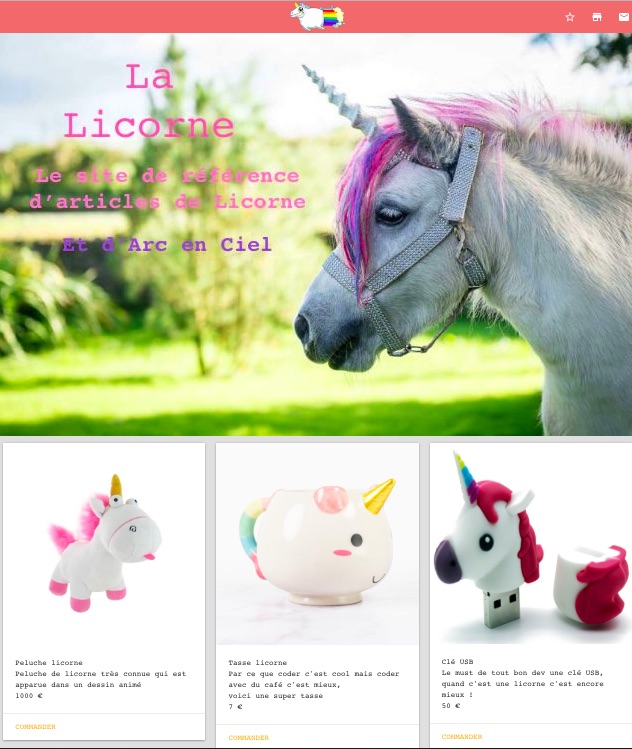 La
Licorne
Le site de référence
d'articles de Licorne
Et d'Arc en Ciel
Peluche licorne
Peluche de licorne très connue qui est
apparue dans un dessin animé
1000 €
COMMANDER
Tasse licorne
Par ce que coder c'est cool mais coder
avec du café c'est mieux,
voici une super tasse
7 €
COMMANDER
Clé USB
Le must de tout bon dev une clé USB,
quand c'est une licorne c'est encore
mieux !
50 €
COMMANDER